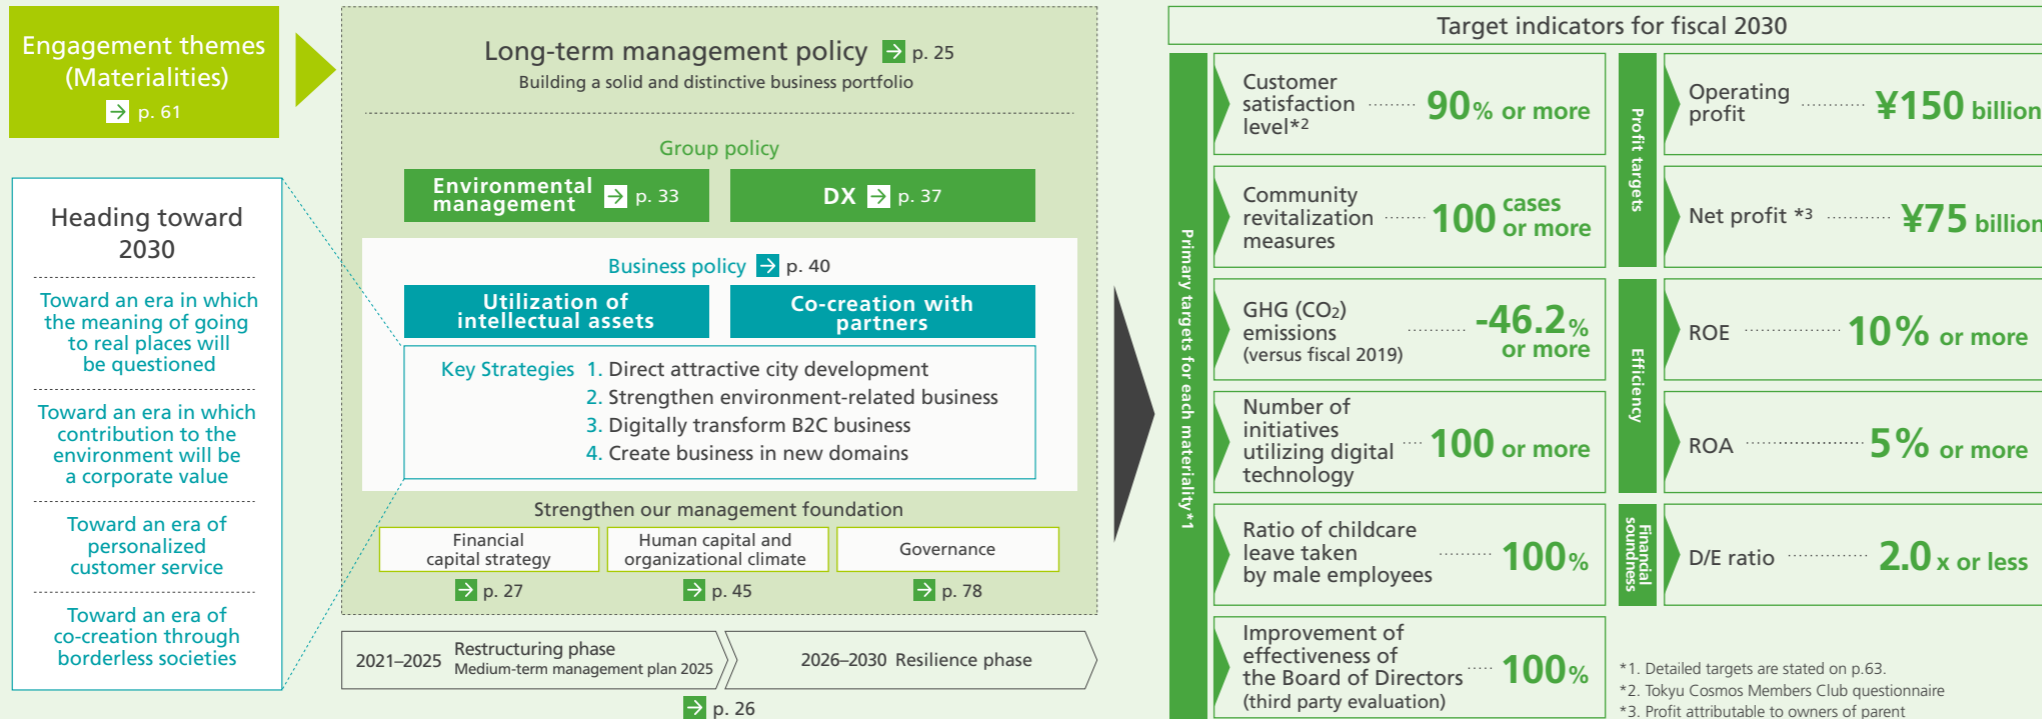 Engagement themes
(Materialities)
→ p. 61
Heading toward
2030
Toward an era in which
the meaning of going
to real places will
be questioned
Toward an era in which
contribution to the
environment will be
a corporate value
Toward an era of
personalized
customer service
Toward an era of
co-creation through
borderless societies
Long-term management policy → p. 25
Building a solid and distinctive business portfolio
Group policy
Environmental
management → p. 33
DX → p. 37
Business policy → p. 40
Utilization of
intellectual assets
Co-creation with
partners
Key Strategies 1. Direct attractive city development
2. Strengthen environment-related business
3. Digitally transform B2C business
4. Create business in new domains
Strengthen our management foundation
Financial
capital strategy
→ p. 27
Human capital and
organizational climate
→ p. 45
Governance
→ p. 78
2021–2025 Restructuring phase
Medium-term management plan 2025
2026–2030 Resilience phase
→ p. 26
Target indicators for fiscal 2030
Primary targets for each materiality*1
Customer
satisfaction
level*2
90% or more
Community
revitalization
measures
100 cases
or more
GHG (CO₂)
emissions
(versus fiscal 2019)
-46.2%
or more
Number of
initiatives
utilizing digital
technology
100 or more
Ratio of childcare
leave taken
by male employees
100%
Improvement of
effectiveness of
the Board of Directors
(third party evaluation)
100%
Profit targets
Operating
profit
¥150 billion
Net profit *3
¥75 billion
Efficiency
ROE
10% or more
ROA
5% or more
Financial
soundness
D/E ratio
2.0 x or less
*1. Detailed targets are stated on p.63.
*2. Tokyu Cosmos Members Club questionnaire
*3. Profit attributable to owners of parent